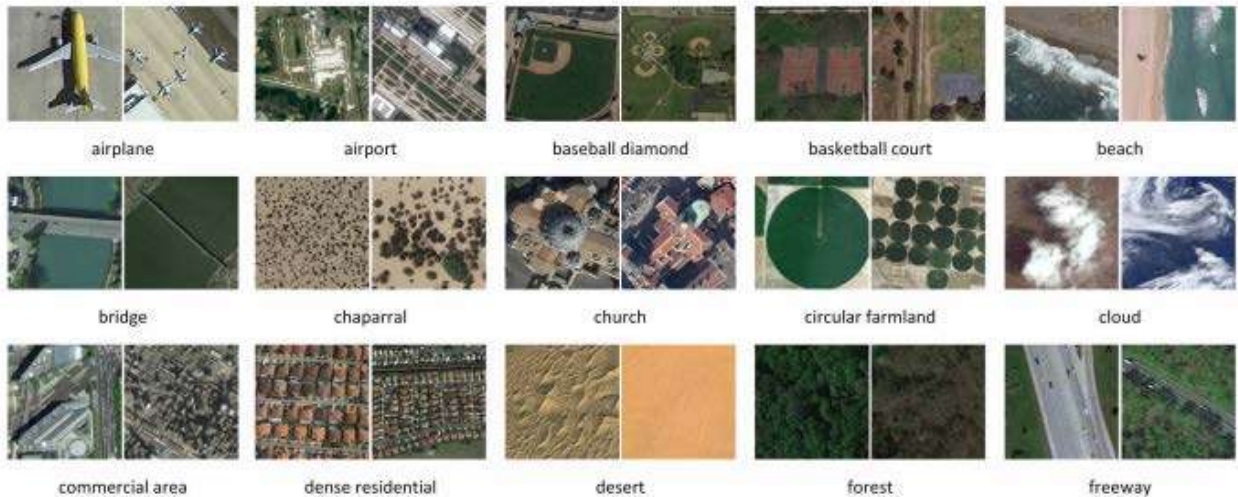 airplane
airport
baseball diamond
basketball court
beach
bridge
chaparral
church
circular farmland
cloud
commercial area
dense residential
desert
forest
freeway